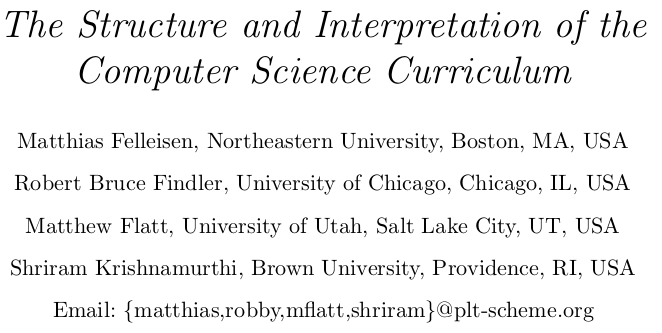 The Structure and Interpretation of the
Computer Science Curriculum
Matthias Felleisen, Northeastern University, Boston, MA, USA
Robert Bruce Findler, University of Chicago, Chicago, IL, USA
Matthew Flatt, University of Utah, Salt Lake City, UT, USA
Shriram Krishnamurthi, Brown University, Providence, RI, USA
Email: {matthias,robby,mflatt,shriram}@plt-scheme.org